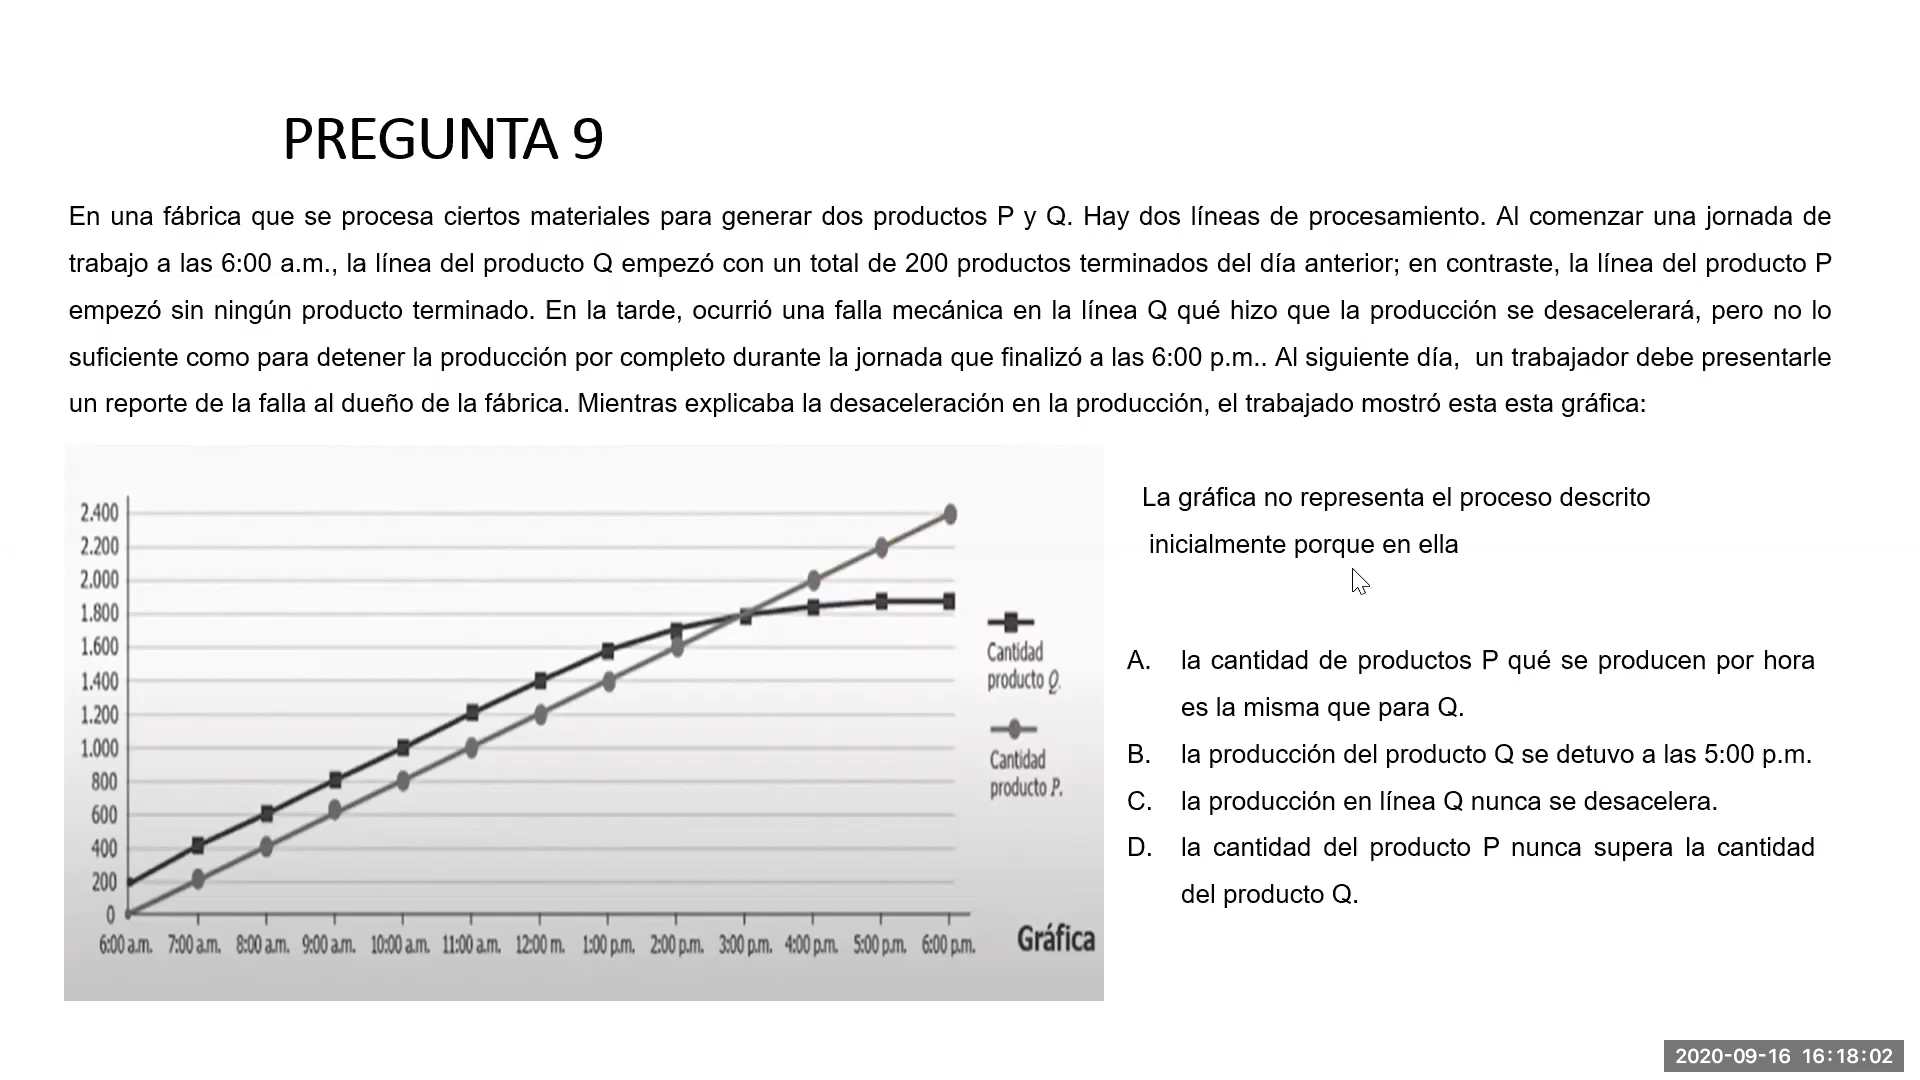 PREGUNTA 9
En una fábrica que se procesa ciertos materiales para generar dos productos P y Q. Hay dos líneas de procesamiento. Al comenzar una jornada de
trabajo a las 6:00 a.m., la línea del producto Q empezó con un total de 200 productos terminados del día anterior; en contraste, la línea del producto P
empezó sin ningún producto terminado. En la tarde, ocurrió una falla mecánica en la línea Q qué hizo que la producción se desacelerará, pero no lo
suficiente como para detener la producción por completo durante la jornada que finalizó a las 6:00 p.m.. Al siguiente día, un trabajador debe presentarle
un reporte de la falla al dueño de la fábrica. Mientras explicaba la desaceleración en la producción, el trabajado mostró esta esta gráfica:
2.400
2.200
2.000
1.800
1.600
1.400
1.200
1.000
800
600
400
200
0
6:00 a.m. 7:00 a.m. 8:00 a.m. 9:00 a.m. 10:00 a.m. 11:00 a.m. 12:00 m. 1:00 p.m. 2:00 p.m. 3:00 p.m. 4:00 p.m. 5:00 p.m. 6:00 p.m.
Cantidad
producto Q.
Cantidad
producto P.
Gráfica
La gráfica no representa el proceso descrito
inicialmente porque en ella
A. la cantidad de productos P qué se producen por hora
es la misma que para Q.
B. la producción del producto Q se detuvo a las 5:00 p.m.
C. la producción en línea Q nunca se desacelera.
D. la cantidad del producto P nunca supera la cantidad
del producto Q.
2020-09-16 16:18:02